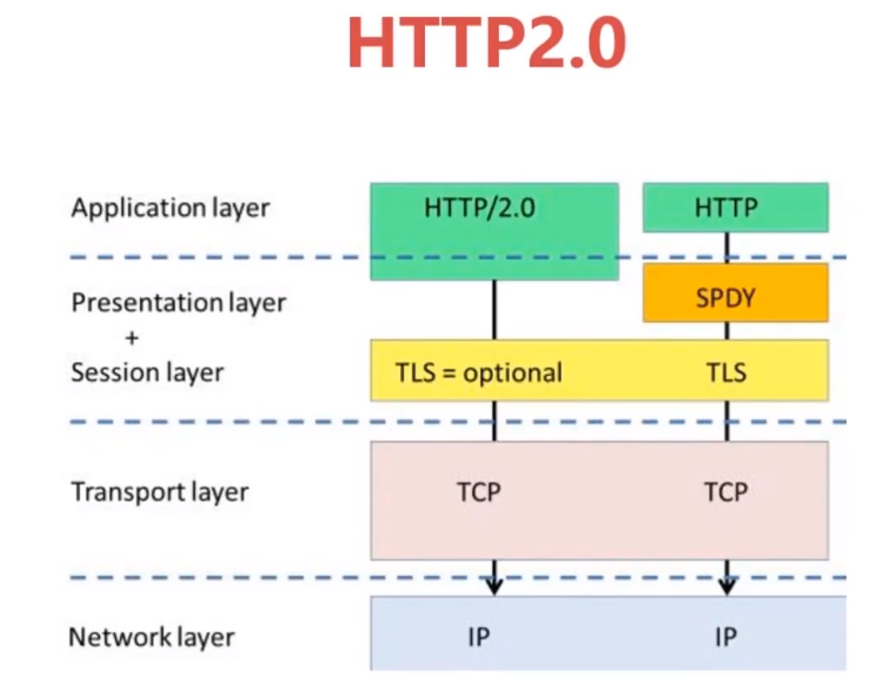 HTTP2.0
Application layer
HTTP/2.0
HTTP
Presentation layer
+
Session layer
SPDY
TLS = optional
TLS
Transport layer
TCP
TCP
Network layer
IP
IP